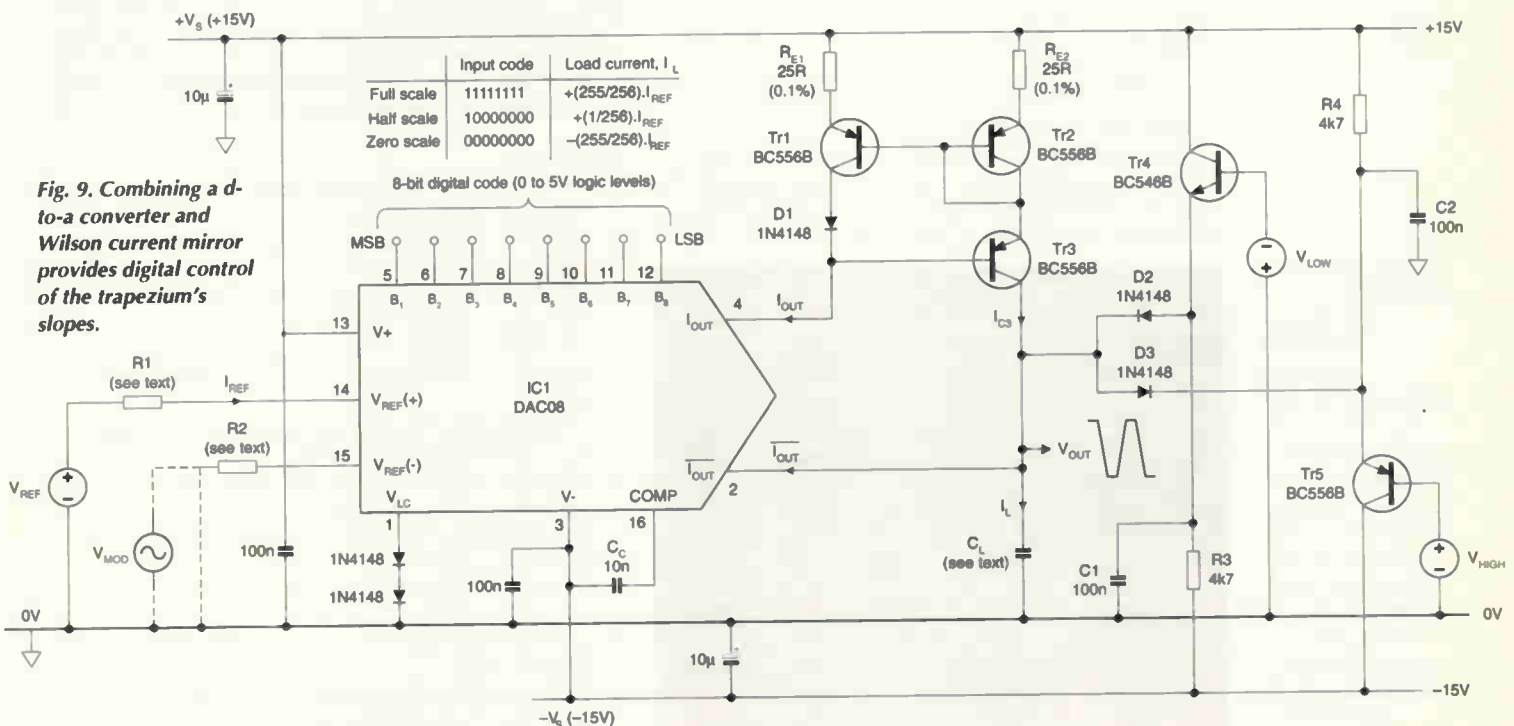 +VS (+15V)
+15V
10µ
Input code Load current, IL
Full scale 11111111 +(255/256).IREF
Half scale 10000000 +(1/256).IREF
Zero scale 00000000 −(255/256).IREF
8-bit digital code (0 to 5V logic levels)
Fig. 9. Combining a d-
to-a converter and
Wilson current mirror
provides digital control
of the trapezium's
slopes.
RE1
25R
(0.1%)
RE2
25R
(0.1%)
R4
4k7
Tr1
BC556B
Tr2
BC556B
Tr4
BC546B
C2
100n
D1
1N4148
Tr3
BC556B
VLOW
MSB
LSB
5 6 7 8 9 10 11 12
B1 B2 B3 B4 B5 B6 B7 B8
13
V+
IOUT
4
IOUT
IC3
D2
1N4148
D3
1N4148
R1
(see text)
IREF
14
VREF(+)
IC1
DAC08
R2
(see text)
15
VREF(-)
IOUT
2
IOUT
VOUT
Tr5
BC556B
VREF
VMOD
VLC
1
V-
3
COMP
16
100n
1N4148
1N4148
100n
CC
10n
IL
CL
(see text)
C1
100n
R3
4k7
VHIGH
0V
0V
10µ
−VS (−15V)
−15V